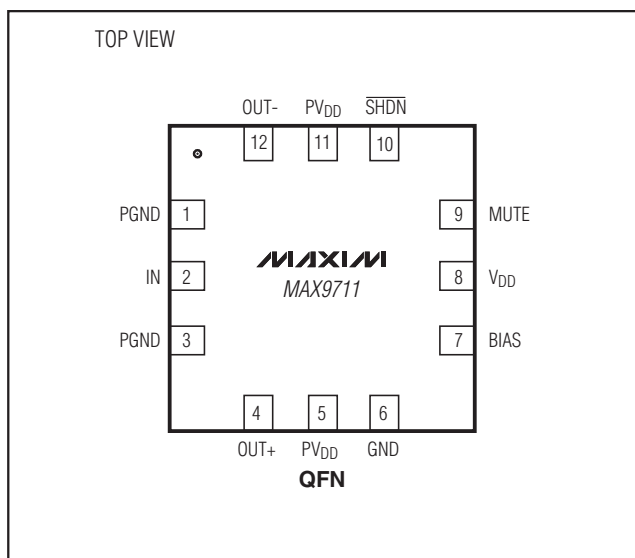 TOP VIEW
OUT- PVDD SHDN
12 11 10
PGND 1 9 MUTE
IN 2 MAXIM 8 VDD
MAX9711
PGND 3 7 BIAS
4 5 6
OUT+ PVDD GND
QFN